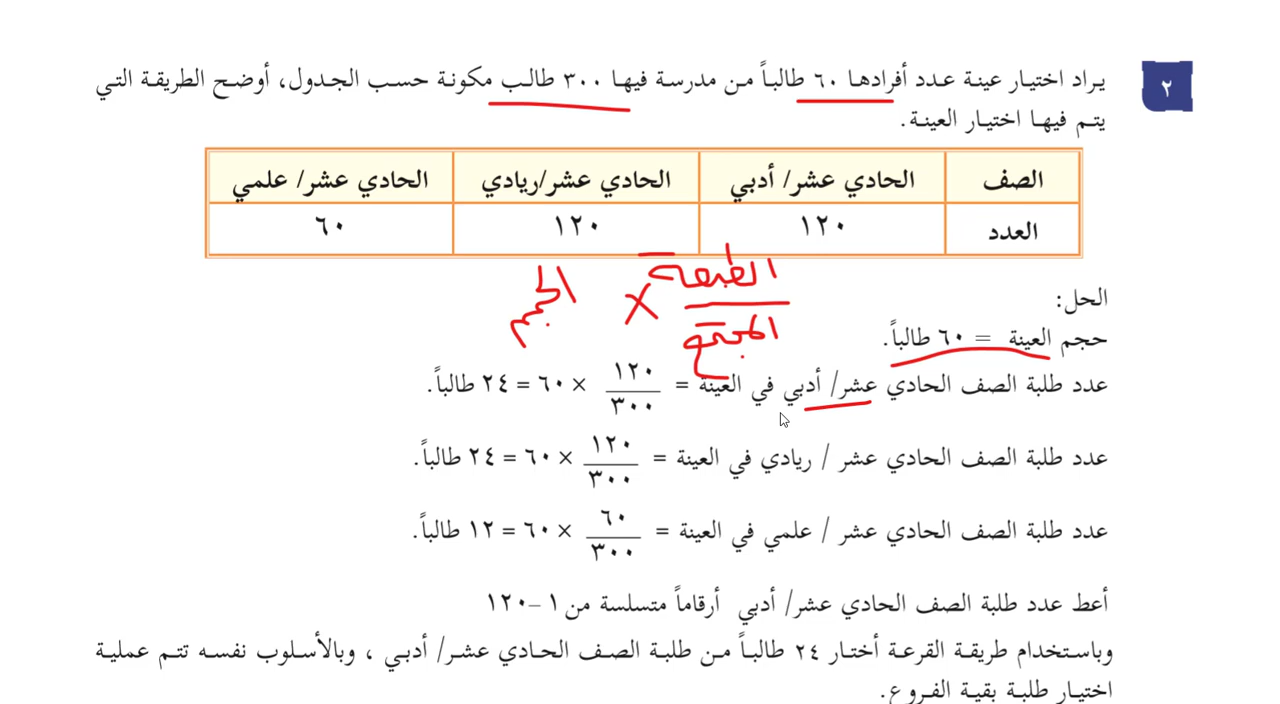 ٢
يراد اختيار عينة عدد أفرادها ٦٠ طالباً من مدرسة فيها ٣٠٠ طالب مكونة حسب الجدول، أوضح الطريقة التي
يتم فيها اختيار العينة.
الصف الحادي عشر/ أدبي الحادي عشر/ريادي الحادي عشر/ علمي
العدد ١٢٠ ١٢٠ ٦٠
الطبقة / المجتمع × الحجم
الحل:
حجم العينة = ٦٠ طالباً.
عدد طلبة الصف الحادي عشر/ أدبي في العينة = ١٢٠/٣٠٠ × ٦٠ = ٢٤ طالباً.
عدد طلبة الصف الحادي عشر / ريادي في العينة = ١٢٠/٣٠٠ × ٦٠ = ٢٤ طالباً.
عدد طلبة الصف الحادي عشر / علمي في العينة = ٦٠/٣٠٠ × ٦٠ = ١٢ طالباً.
أعط عدد طلبة الصف الحادي عشر/ أدبي أرقاماً متسلسة من ١ –١٢٠
وباستخدام طريقة القرعة أختار ٢٤ طالباً من طلبة الصف الحادي عشر/ أدبي ، وبالأسلوب نفسه تتم عملية
اختيار طلبة بقية الفروع.